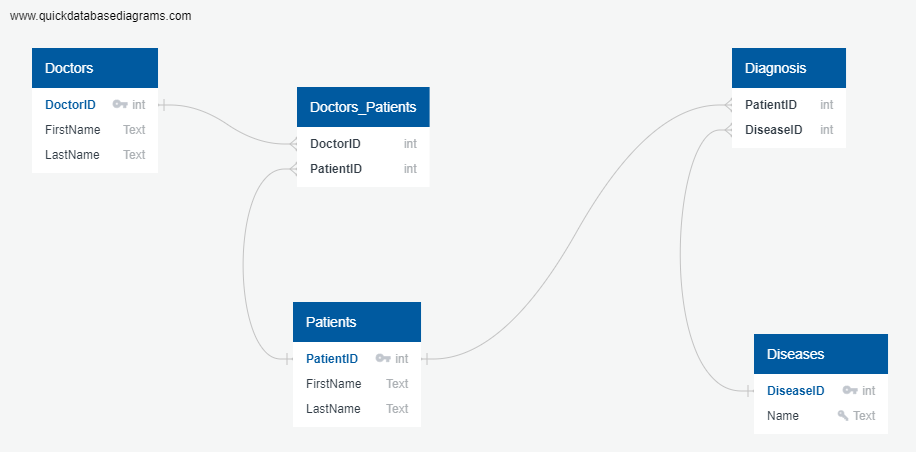 www.quickdatabasediagrams.com
Doctors
DoctorID int
FirstName Text
LastName Text
Doctors_Patients
DoctorID int
PatientID int
Patients
PatientID int
FirstName Text
LastName Text
Diagnosis
PatientID int
DiseaseID int
Diseases
DiseaseID int
Name Text